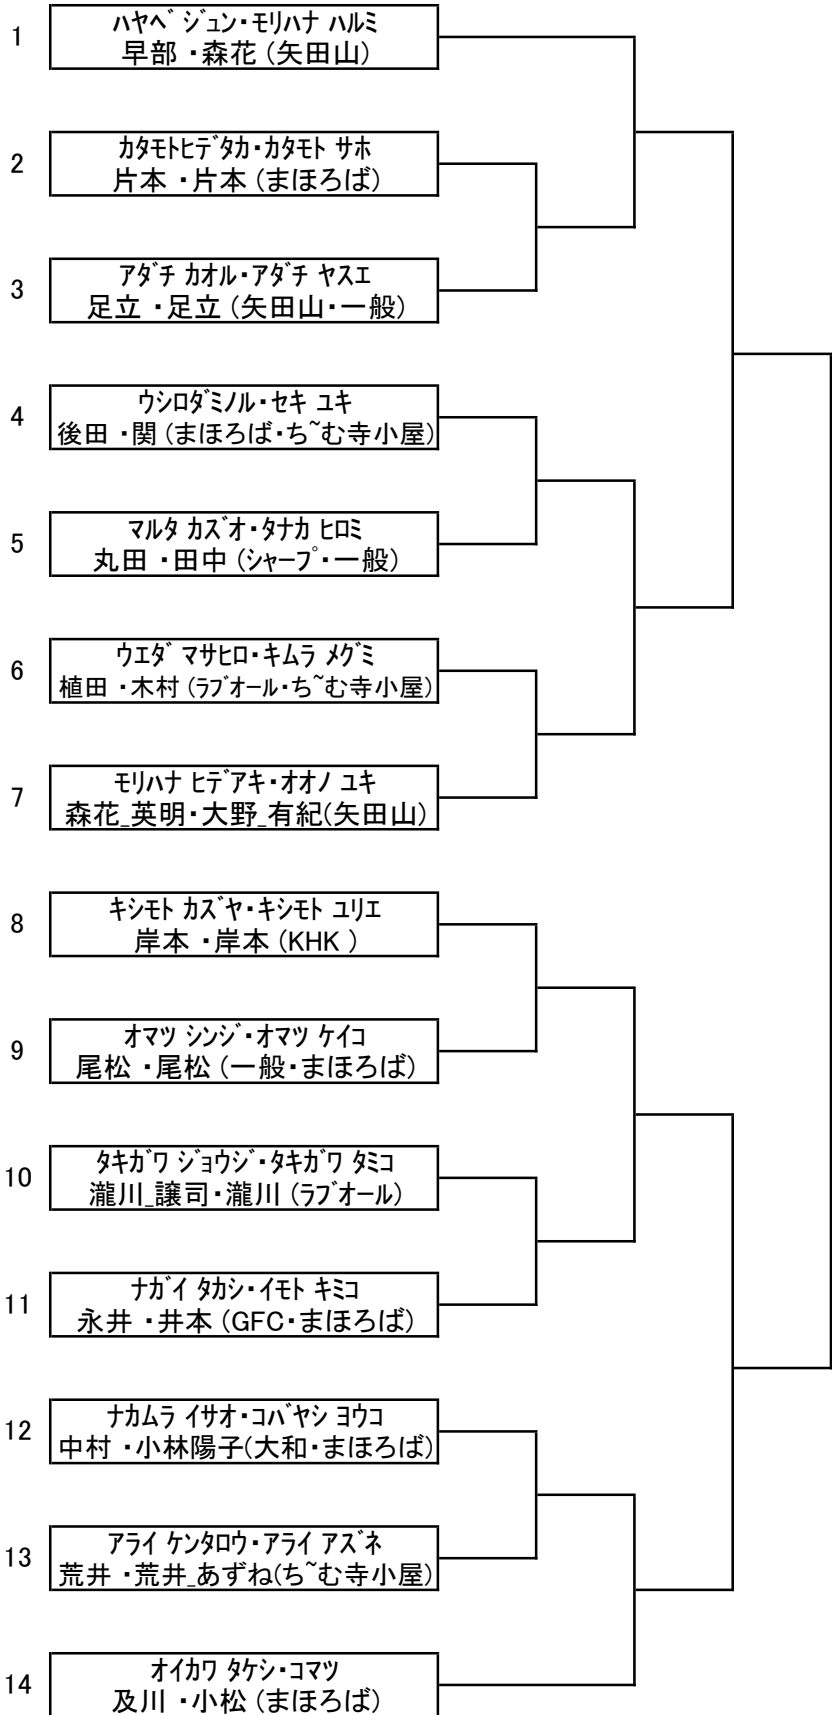 1
ハヤベ ジュン・モリハナ ハルミ
早部 ・森花 (矢田山)
2
カタモトヒデタカ・カタモト サホ
片本 ・片本 (まほろば)
3
アダチ カオル・アダチ ヤスエ
足立 ・足立 (矢田山・一般)
4
ウシロダミノル・セキ ユキ
後田 ・関 (まほろば・ち~む寺小屋)
5
マルタ カズオ・タナカ ヒロミ
丸田 ・田中 (シャープ・一般)
6
ウエダ マサヒロ・キムラ メグミ
植田 ・木村 (ラブオール・ち~む寺小屋)
7
モリハナ ヒデアキ・オオノ ユキ
森花_英明・大野_有紀(矢田山)
8
キシモト カズヤ・キシモト ユリエ
岸本 ・岸本 (KHK )
9
オマツ シンジ・オマツ ケイコ
尾松 ・尾松 (一般・まほろば)
10
タキガワ ジョウジ・タキガワ タミコ
瀧川_譲司・瀧川 (ラブオール)
11
ナガイ タカシ・イモト キミコ
永井 ・井本 (GFC・まほろば)
12
ナカムラ イサオ・コバヤシ ヨウコ
中村 ・小林陽子(大和・まほろば)
13
アライ ケンタロウ・アライ アズネ
荒井 ・荒井_あずね(ち~む寺小屋)
14
オイカワ タケシ・コマツ
及川 ・小松 (まほろば)